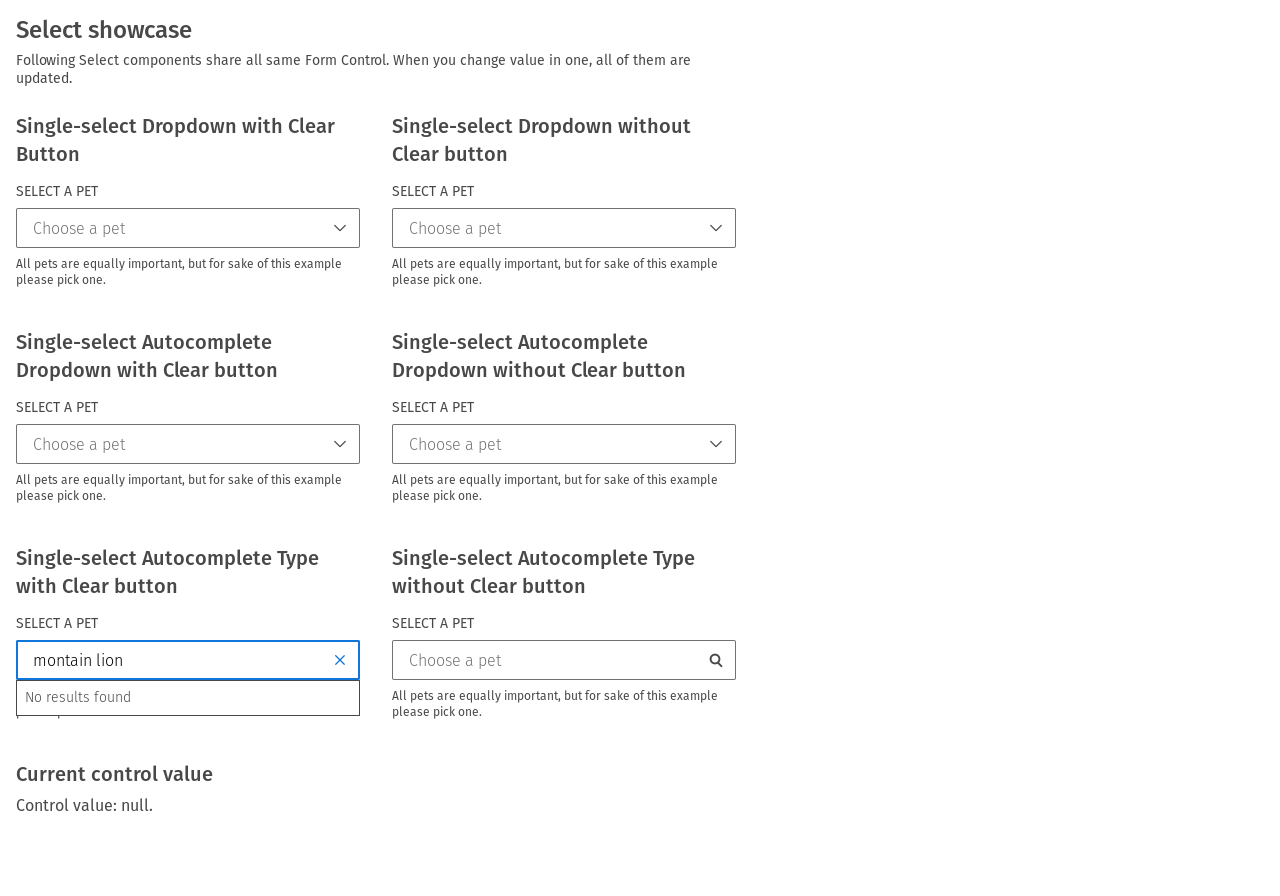 Select showcase
Following Select components share all same Form Control. When you change value in one, all of them are
updated.
Single-select Dropdown with Clear
Button
SELECT A PET
Choose a pet
All pets are equally important, but for sake of this example
please pick one.
Single-select Dropdown without
Clear button
SELECT A PET
Choose a pet
All pets are equally important, but for sake of this example
please pick one.
Single-select Autocomplete
Dropdown with Clear button
SELECT A PET
Choose a pet
All pets are equally important, but for sake of this example
please pick one.
Single-select Autocomplete
Dropdown without Clear button
SELECT A PET
Choose a pet
All pets are equally important, but for sake of this example
please pick one.
Single-select Autocomplete Type
with Clear button
SELECT A PET
montain lion
No results found
Single-select Autocomplete Type
without Clear button
SELECT A PET
Choose a pet
All pets are equally important, but for sake of this example
please pick one.
Current control value
Control value: null.